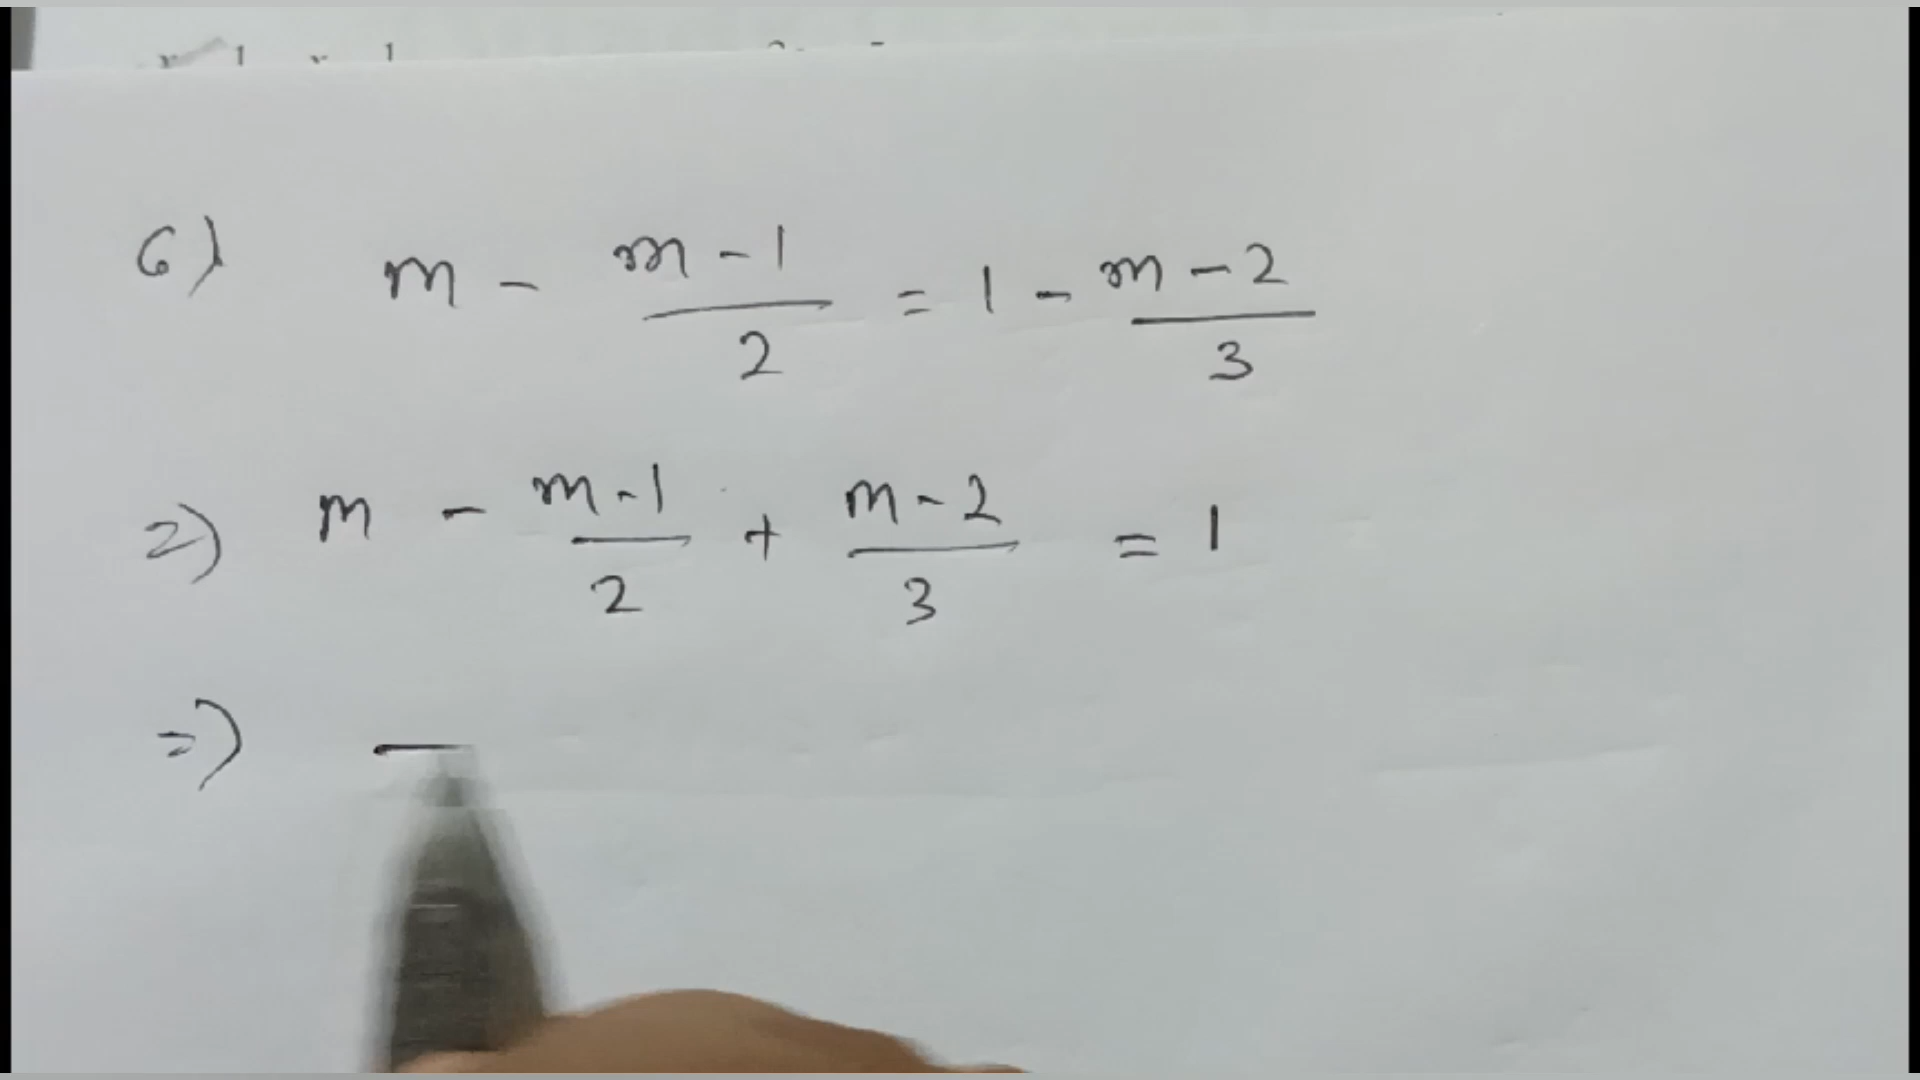 6) m - m-1/2 = 1 - m-2/3
=) m - m-1/2 + m-2/3 = 1
=)